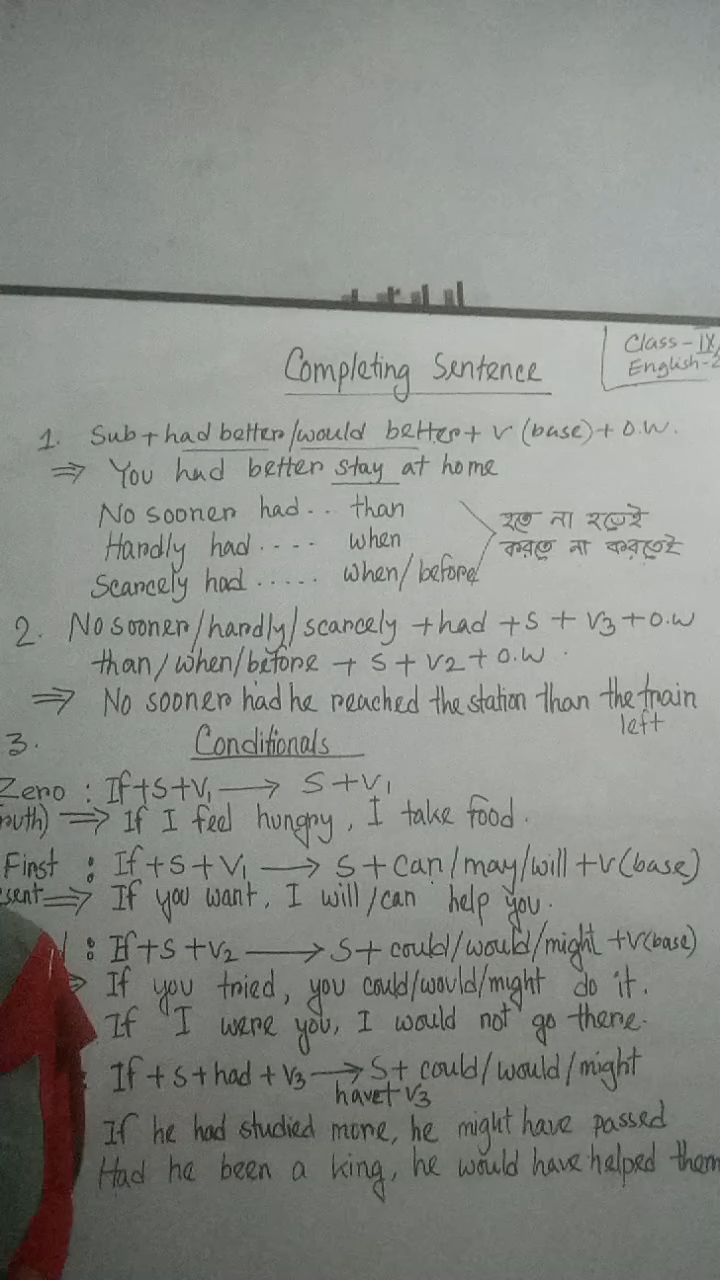 Class-IX
English-2
Completing Sentence
1. Sub + had better/would better + v (base) + O.W.
⇒ You had better stay at home
No sooner had.. than
Hardly had.... when
Scarcely had..... when/before
হতে না হতেই
করতে না করতেই
2. No sooner/hardly/scarcely + had + S + V3 + O.W
than/when/before + S + V2 + O.W.
⇒ No sooner had he reached the station than the train
left
3. Conditionals
Zero : If + S + V1 → S + V1
ruth) ⇒ If I feel hungry, I take food.
First : If + S + V1 → S + can/may/will + v (base)
sent ⇒ If you want, I will/can help you.
: If + S + V2 → S + could/would/might + v (base)
If you tried, you could/would/might do it.
If I were you, I would not go there.
: If + S + had + V3 → S + could/would/might
have + V3
If he had studied more, he might have passed
Had he been a king, he would have helped them